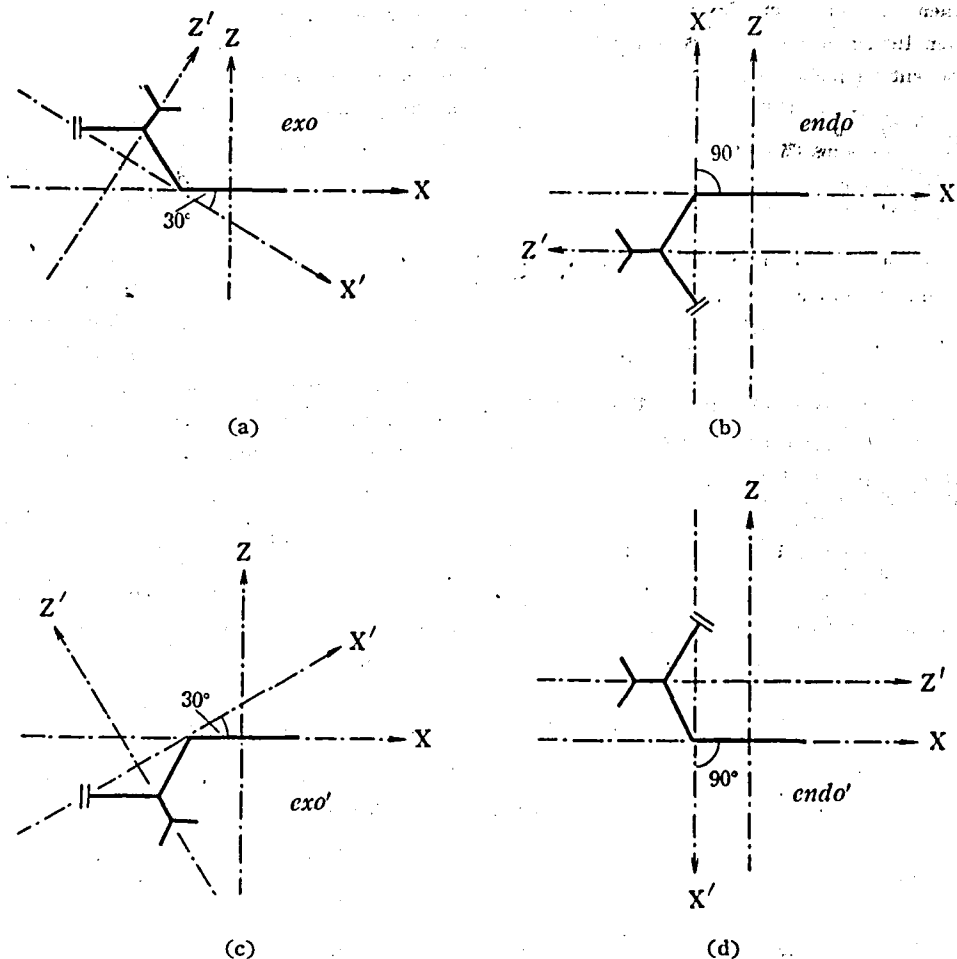 Z' Z
exo
X
30°
X'
(a)
X' Z
endo
90°
X
Z'
(b)
Z
Z'
X'
30°
X
exo'
(c)
Z
Z'
X
90°
endo'
X'
(d)